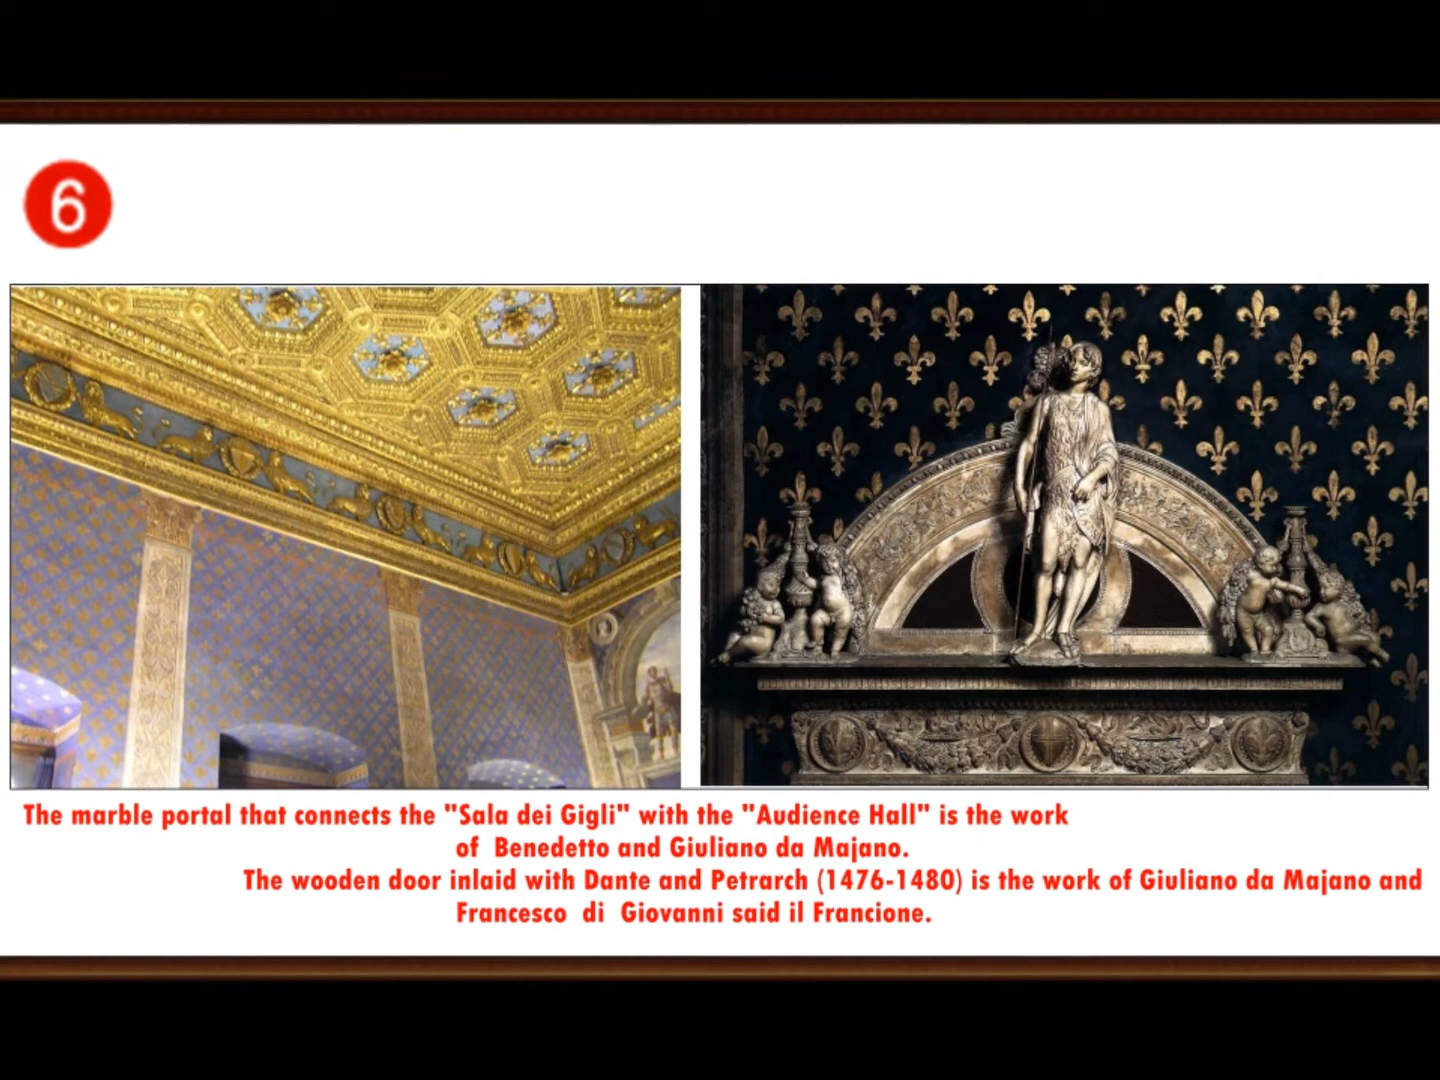 6
The marble portal that connects the "Sala dei Gigli" with the "Audience Hall" is the work
of Benedetto and Giuliano da Majano.
The wooden door inlaid with Dante and Petrarch (1476-1480) is the work of Giuliano da Majano and
Francesco di Giovanni said il Francione.